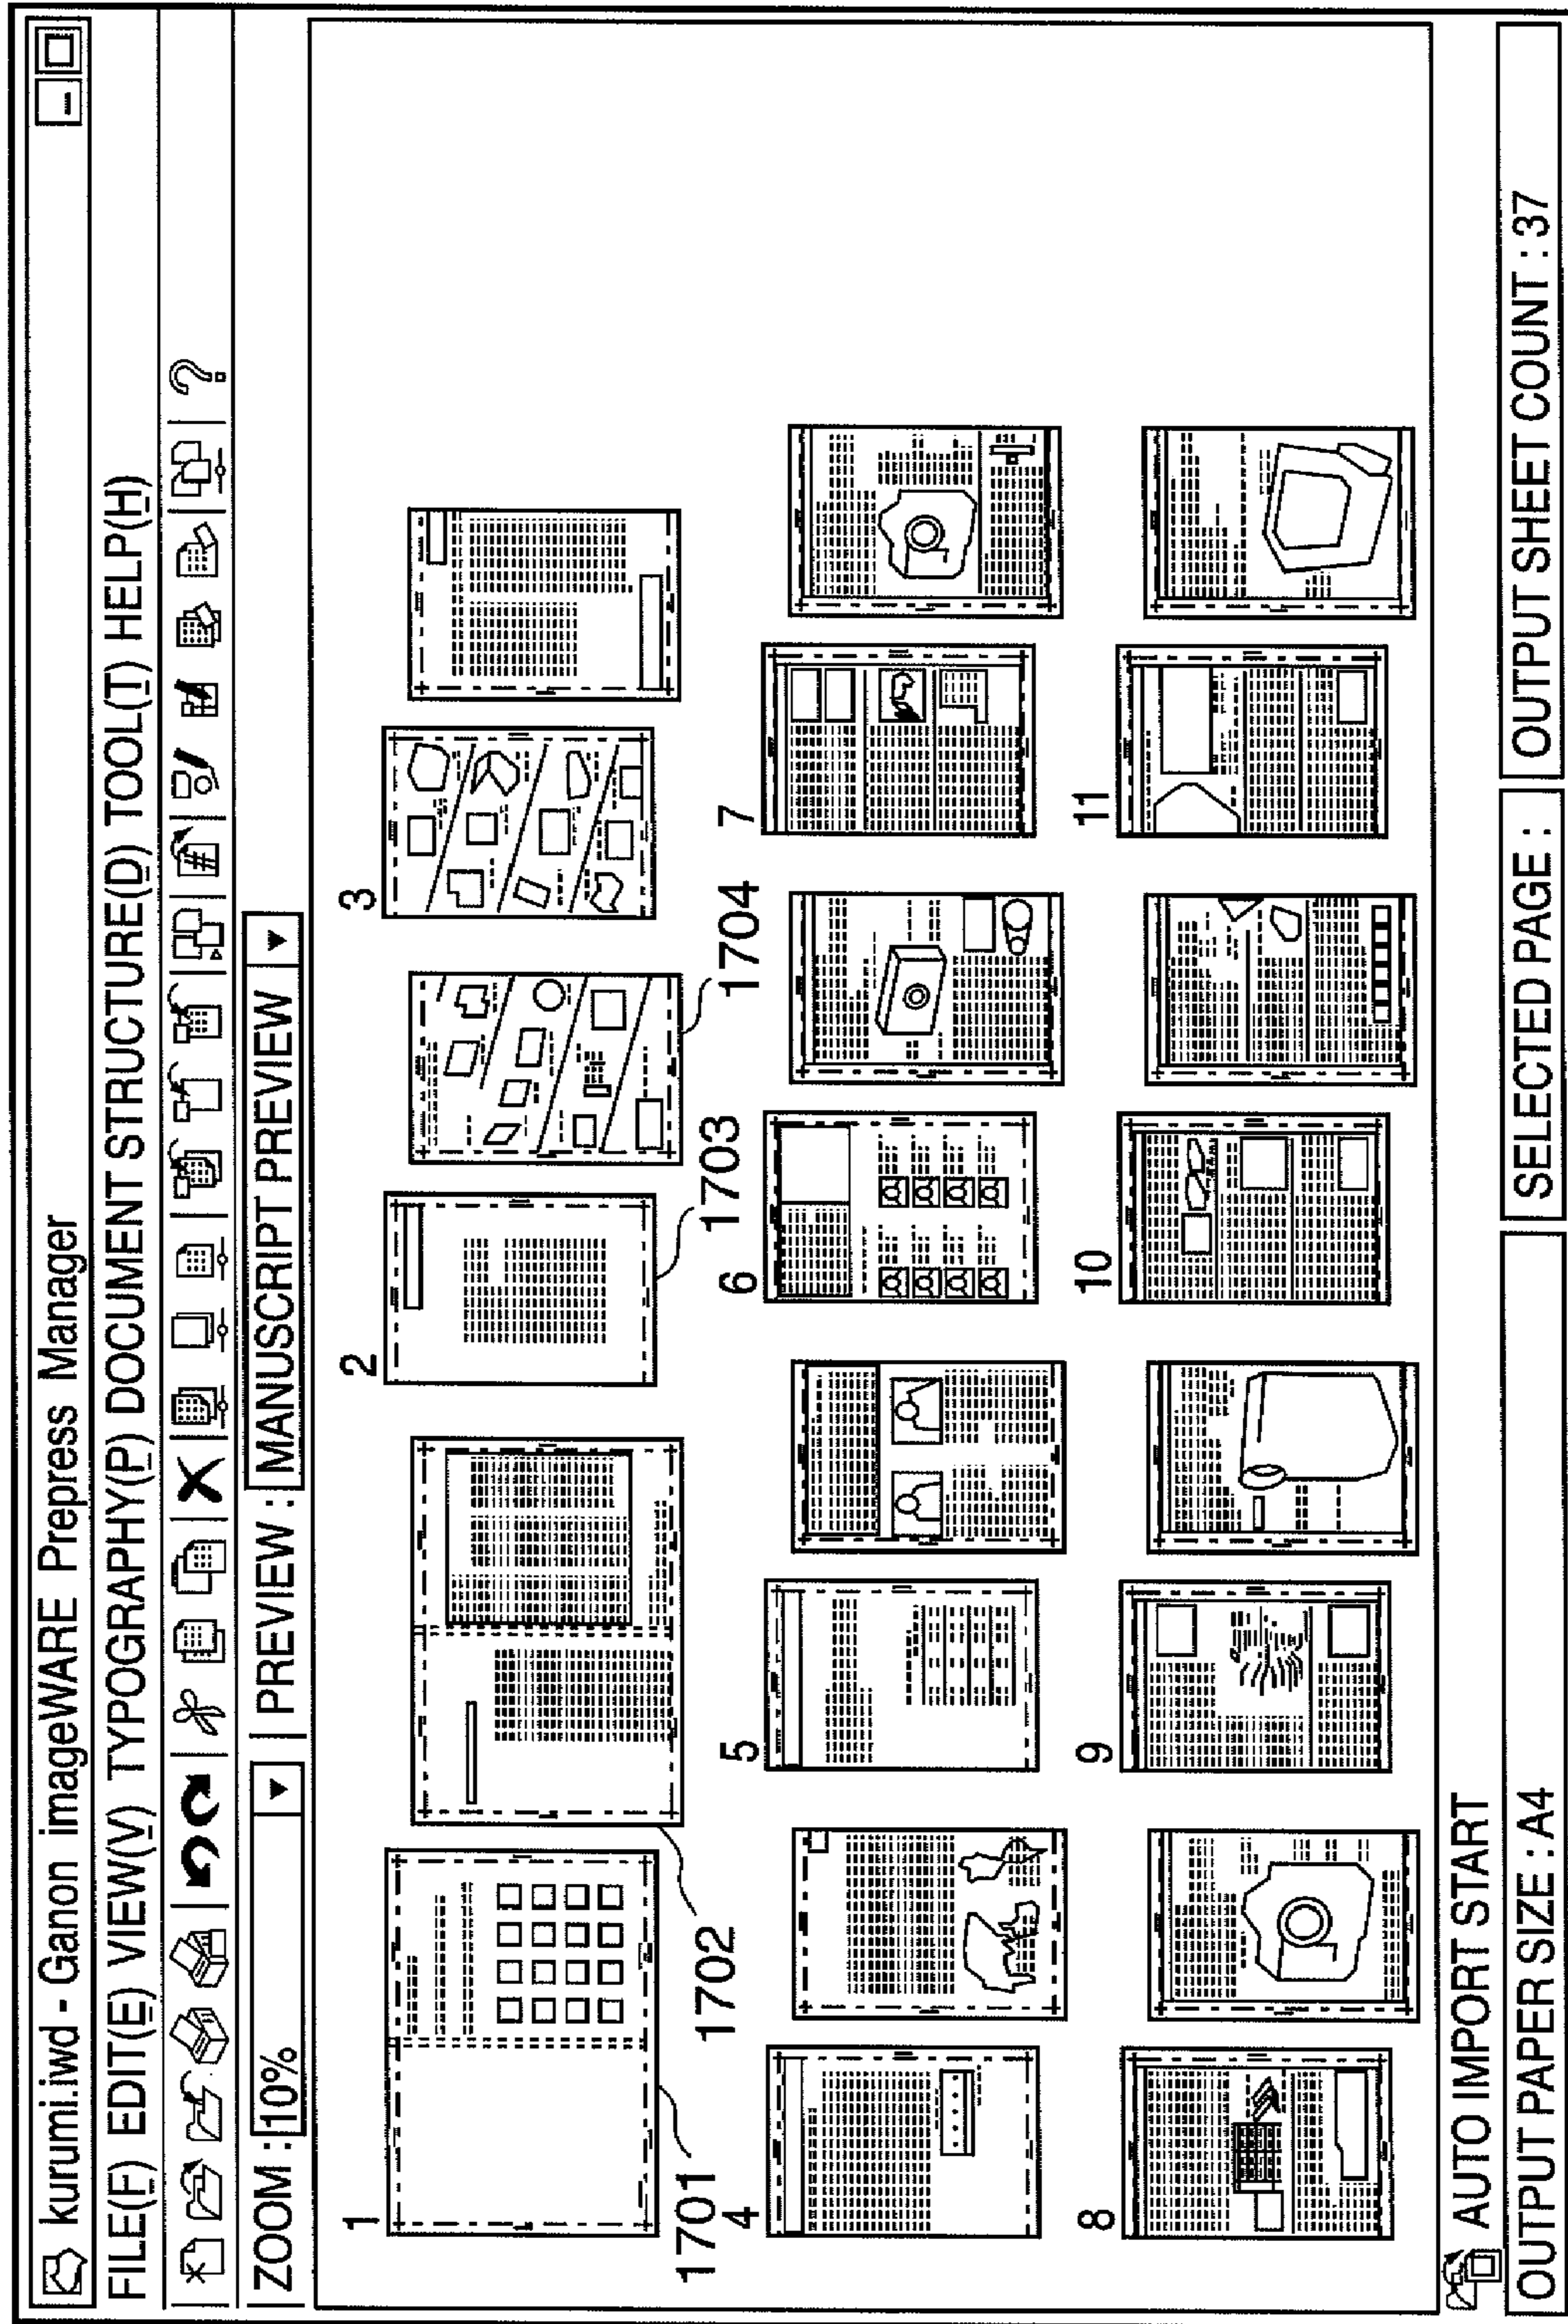 kurumi.iwd - Ganon imageWARE Prepress Manager
FILE(F) EDIT(E) VIEW(V) TYPOGRAPHY(P) DOCUMENT STRUCTURE(D) TOOL(T) HELP(H)
ZOOM : 10% PREVIEW : MANUSCRIPT PREVIEW
1 2 3
1701 1702 1703 1704
4 5 6 7
8 9 10 11
AUTO IMPORT START
OUTPUT PAPER SIZE : A4 SELECTED PAGE : OUTPUT SHEET COUNT : 37